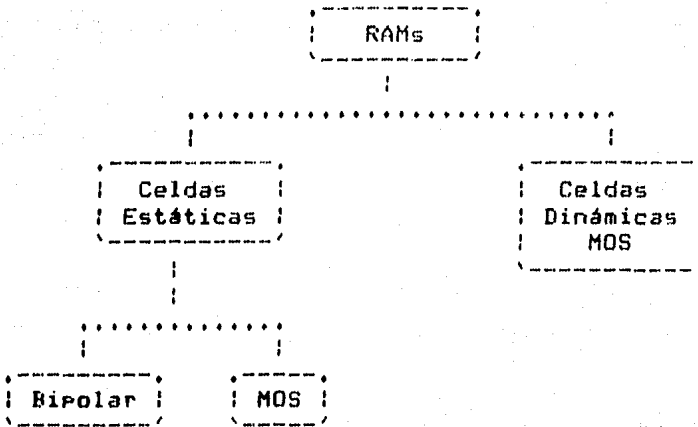 RAMs
Celdas
Estáticas
Celdas
Dinámicas
MOS
Bipolar
MOS